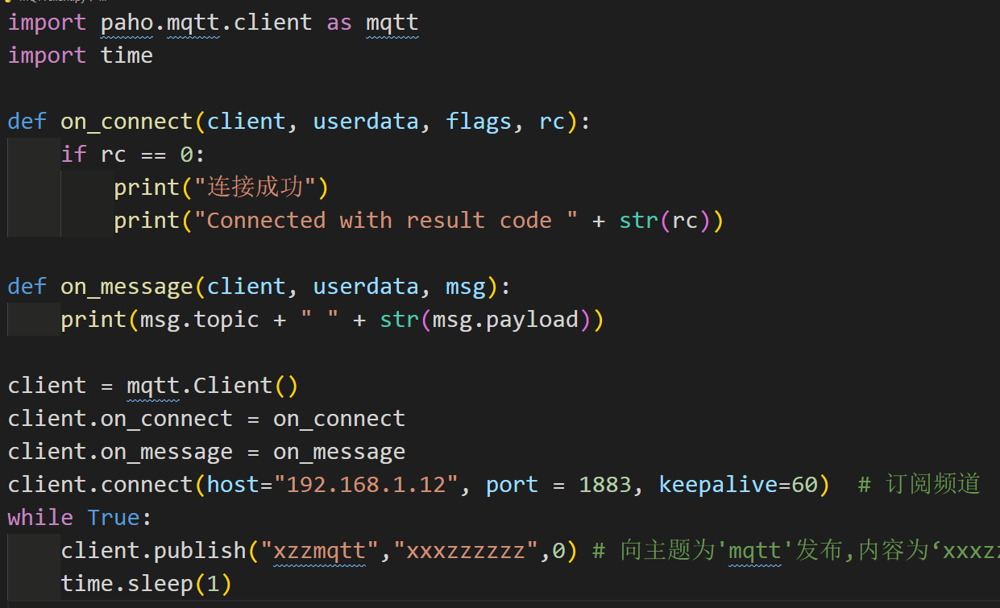 import paho.mqtt.client as mqtt
import time
def on_connect(client, userdata, flags, rc):
    if rc == 0:
        print("连接成功")
        print("Connected with result code " + str(rc))
def on_message(client, userdata, msg):
    print(msg.topic + " " + str(msg.payload))
client = mqtt.Client()
client.on_connect = on_connect
client.on_message = on_message
client.connect(host="192.168.1.12", port = 1883, keepalive=60)  # 订阅频道
while True:
    client.publish("xzzmqtt","xxxzzzzzz",0) # 向主题为'mqtt'发布,内容为‘xxxzz
    time.sleep(1)